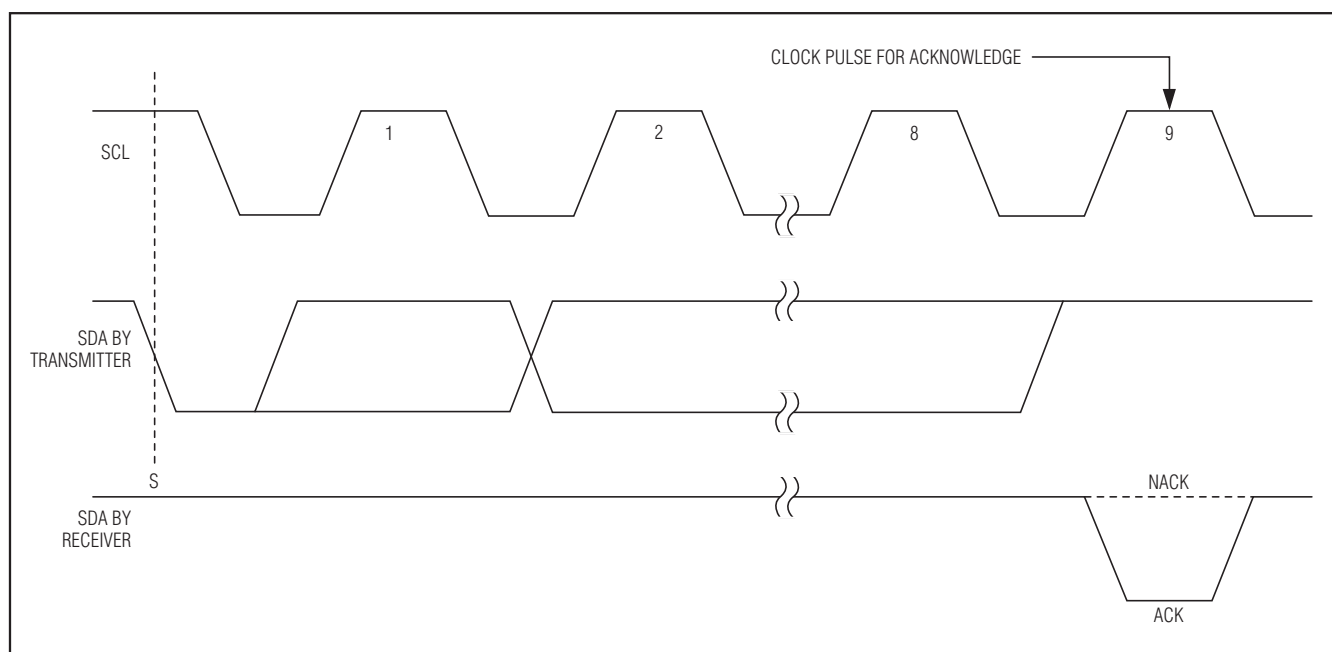 CLOCK PULSE FOR ACKNOWLEDGE
SCL
1
2
8
9
SDA BY
TRANSMITTER
S
SDA BY
RECEIVER
NACK
ACK